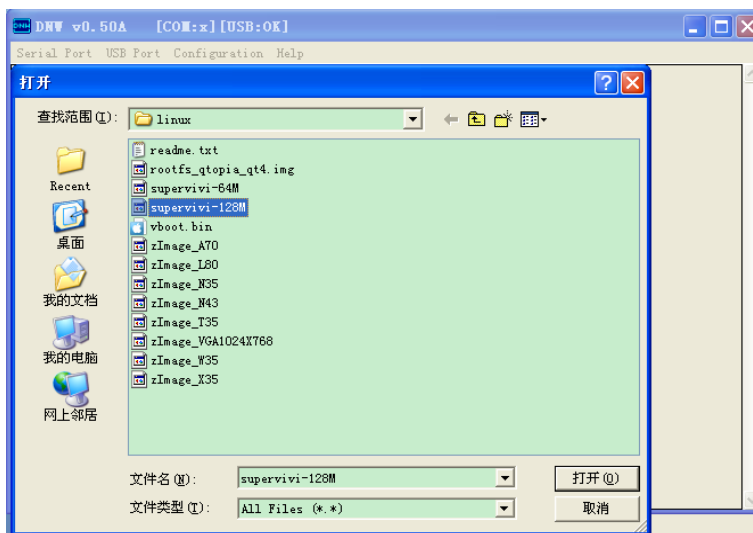 DNW v0.50A [COM:x][USB:OK]
Serial Port USB Port Configuration Help
打开
查找范围(I):
linux
Recent
桌面
我的文档
我的电脑
网上邻居
readme.txt
rootfs_qtopia_qt4.img
supervivi-64M
supervivi-128M
vboot.bin
zImage_A70
zImage_L80
zImage_N35
zImage_N43
zImage_T35
zImage_VGA1024X768
zImage_W35
zImage_X35
文件名(N):
supervivi-128M
打开(O)
文件类型(T):
All Files (*.*)
取消